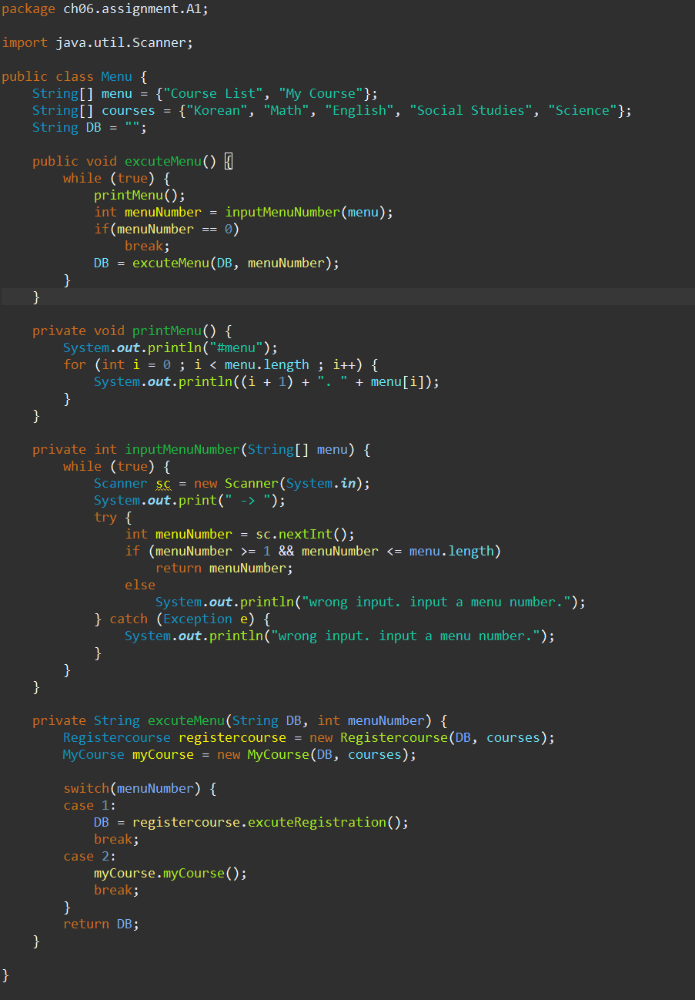 package ch06.assignment.A1;
import java.util.Scanner;
public class Menu {
    String[] menu = {"Course List", "My Course"};
    String[] courses = {"Korean", "Math", "English", "Social Studies", "Science"};
    String DB = "";
    public void excuteMenu() {
        while (true) {
            printMenu();
            int menuNumber = inputMenuNumber(menu);
            if(menuNumber == 0)
                break;
            DB = excuteMenu(DB, menuNumber);
        }
    }
    private void printMenu() {
        System.out.println("#menu");
        for (int i = 0 ; i < menu.length ; i++) {
            System.out.println((i + 1) + ". " + menu[i]);
        }
    }
    private int inputMenuNumber(String[] menu) {
        while (true) {
            Scanner sc = new Scanner(System.in);
            System.out.print(" -> ");
            try {
                int menuNumber = sc.nextInt();
                if (menuNumber >= 1 && menuNumber <= menu.length)
                    return menuNumber;
                else
                    System.out.println("wrong input. input a menu number.");
            } catch (Exception e) {
                System.out.println("wrong input. input a menu number.");
            }
        }
    }
    private String excuteMenu(String DB, int menuNumber) {
        Registercourse registercourse = new Registercourse(DB, courses);
        MyCourse myCourse = new MyCourse(DB, courses);
        switch(menuNumber) {
        case 1:
            DB = registercourse.excuteRegistration();
            break;
        case 2:
            myCourse.myCourse();
            break;
        }
        return DB;
    }
}